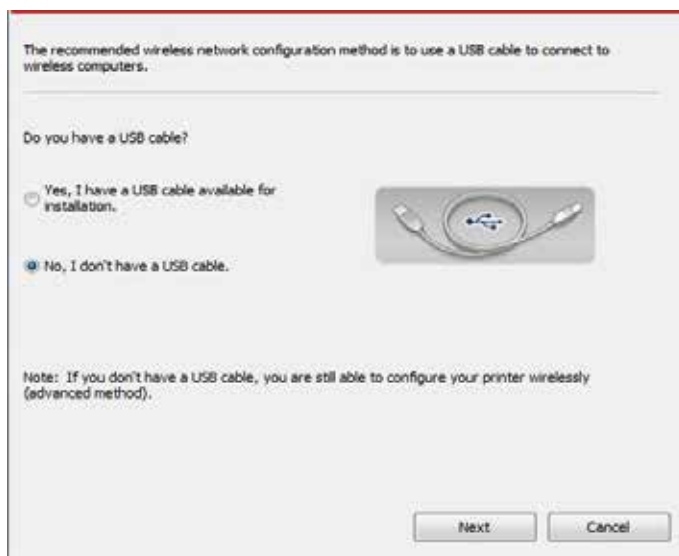 The recommended wireless network configuration method is to use a USB cable to connect to
wireless computers.
Do you have a USB cable?
Yes, I have a USB cable available for
installation.
No, I don't have a USB cable.
Note: If you don't have a USB cable, you are still able to configure your printer wirelessly
(advanced method).
Next Cancel